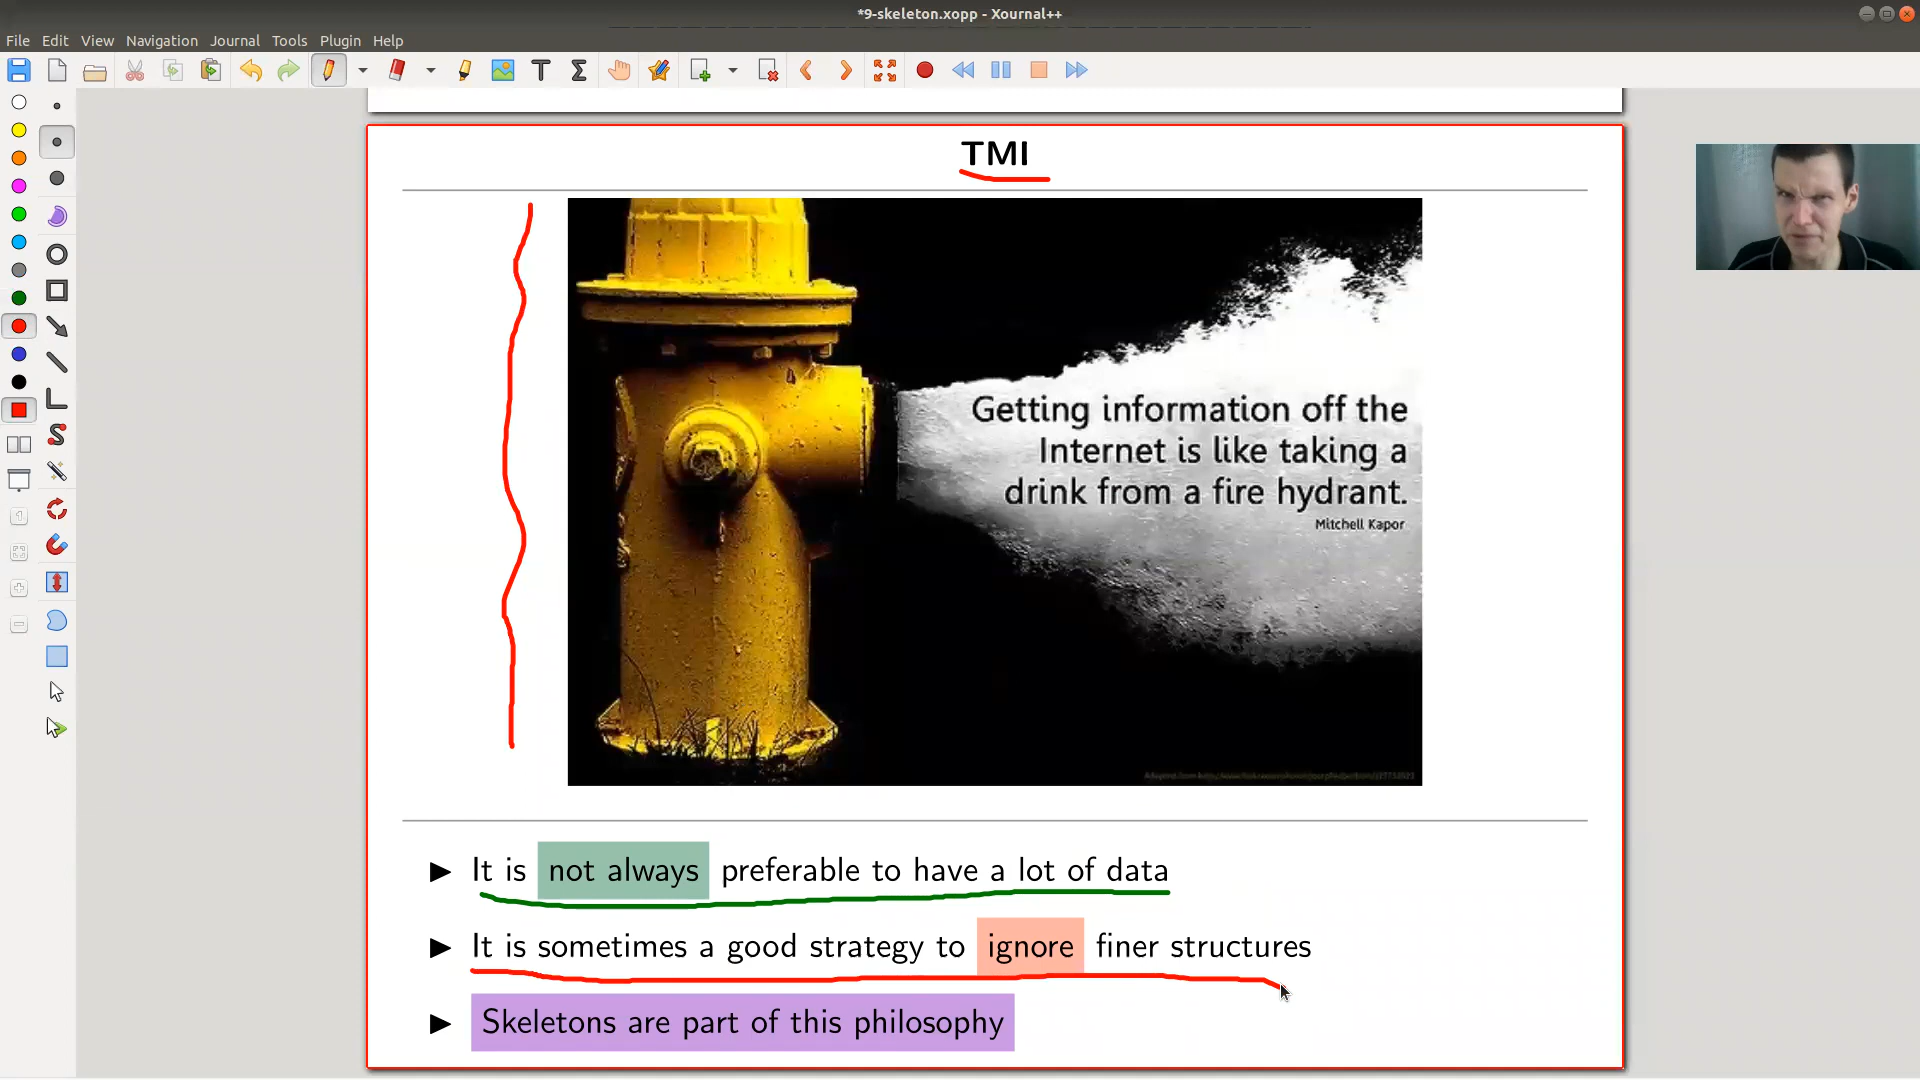 *9-skeleton.xopp - Xournal++
File Edit View Navigation Journal Tools Plugin Help
TMI
Getting information off the
Internet is like taking a
drink from a fire hydrant.
Mitchell Kapor
► It is not always preferable to have a lot of data
► It is sometimes a good strategy to ignore finer structures
► Skeletons are part of this philosophy